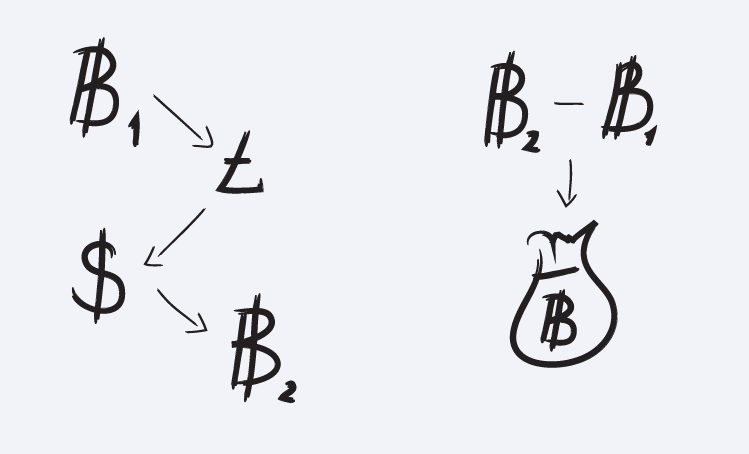 ₿1
Ł
$
₿2
₿2 – ₿1
₿